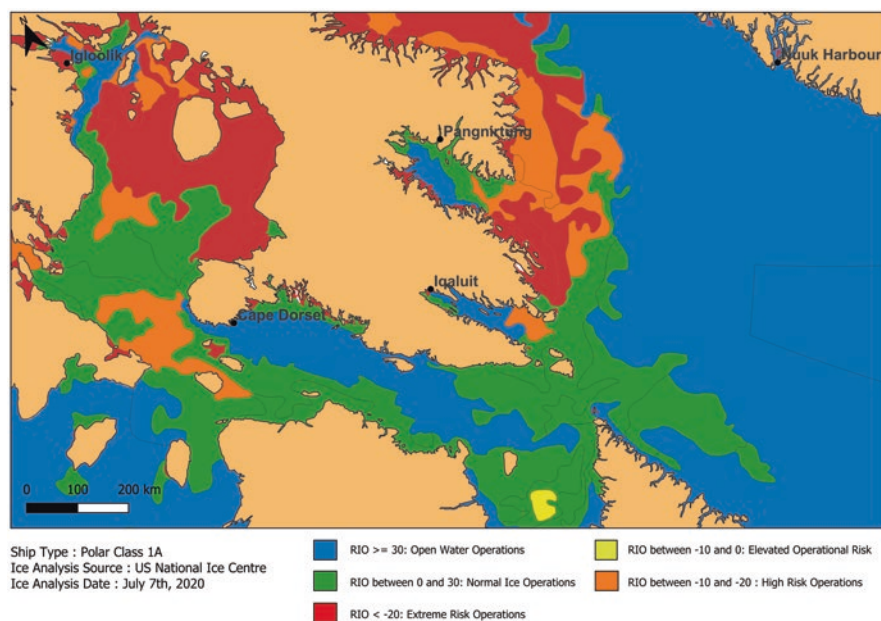 Igloolik
Nuuk Harbour
Pangnirtung
Iqaluit
Cape Dorset
0 100 200 km
Ship Type : Polar Class 1A
Ice Analysis Source : US National Ice Centre
Ice Analysis Date : July 7th, 2020
RIO >= 30: Open Water Operations
RIO between 0 and 30: Normal Ice Operations
RIO < -20: Extreme Risk Operations
RIO between -10 and 0: Elevated Operational Risk
RIO between -10 and -20 : High Risk Operations